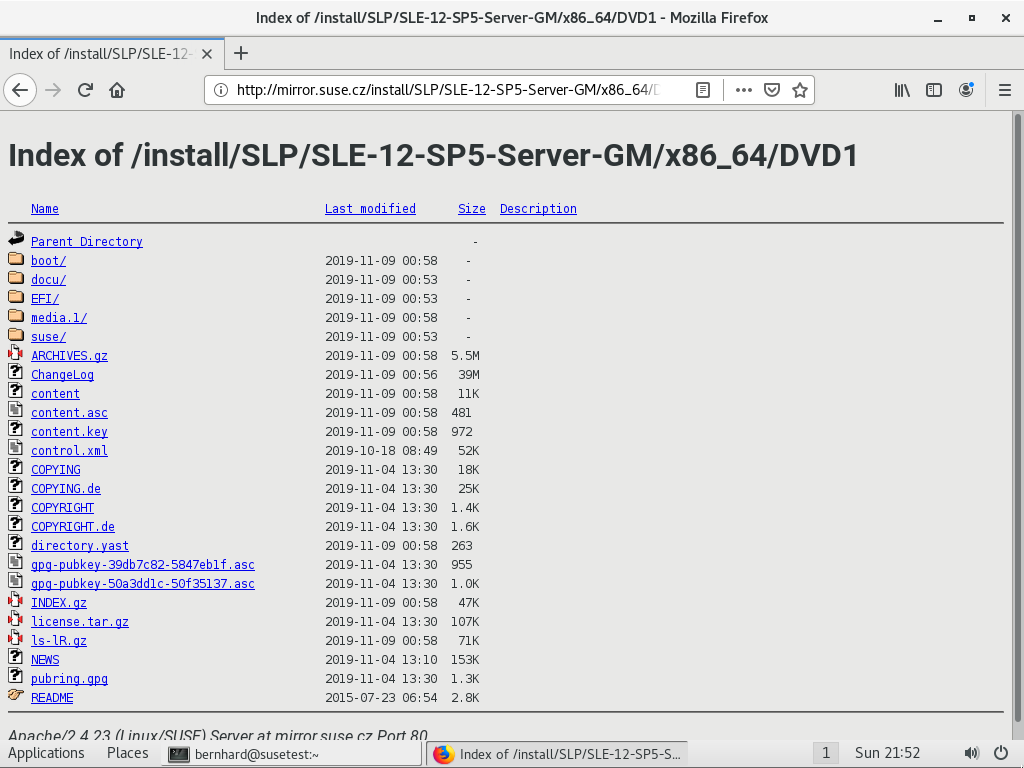 Index of /install/SLP/SLE-12-SP5-Server-GM/x86_64/DVD1 - Mozilla Firefox
Index of /install/SLP/SLE-12-
http://mirror.suse.cz/install/SLP/SLE-12-SP5-Server-GM/x86_64/D
Index of /install/SLP/SLE-12-SP5-Server-GM/x86_64/DVD1
Name Last modified Size Description
Parent Directory -
boot/ 2019-11-09 00:58 -
docu/ 2019-11-09 00:53 -
EFI/ 2019-11-09 00:53 -
media.1/ 2019-11-09 00:58 -
suse/ 2019-11-09 00:53 -
ARCHIVES.gz 2019-11-09 00:58 5.5M
ChangeLog 2019-11-09 00:56 39M
content 2019-11-09 00:58 11K
content.asc 2019-11-09 00:58 481
content.key 2019-11-09 00:58 972
control.xml 2019-10-18 08:49 52K
COPYING 2019-11-04 13:30 18K
COPYING.de 2019-11-04 13:30 25K
COPYRIGHT 2019-11-04 13:30 1.4K
COPYRIGHT.de 2019-11-04 13:30 1.6K
directory.yast 2019-11-09 00:58 263
gpg-pubkey-39db7c82-5847eb1f.asc 2019-11-04 13:30 955
gpg-pubkey-50a3dd1c-50f35137.asc 2019-11-04 13:30 1.0K
INDEX.gz 2019-11-09 00:58 47K
license.tar.gz 2019-11-04 13:30 107K
ls-lR.gz 2019-11-09 00:58 71K
NEWS 2019-11-04 13:10 153K
pubring.gpg 2019-11-04 13:30 1.3K
README 2015-07-23 06:54 2.8K
Apache/2.4.23 (Linux/SUSE) Server at mirror.suse.cz Port 80
Applications Places bernhard@susetest:~ Index of /install/SLP/SLE-12-SP5-S... 1 Sun 21:52